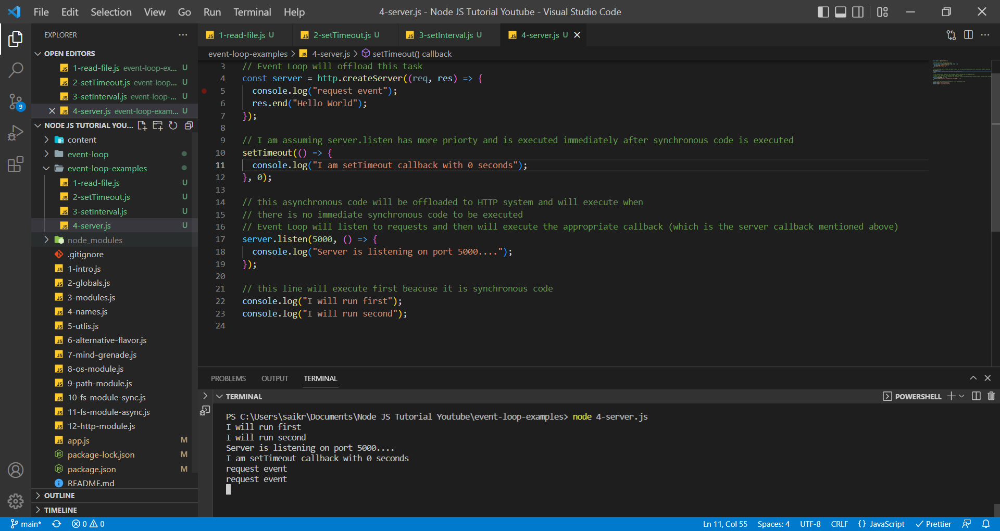 File Edit Selection View Go Run Terminal Help
4-server.js - Node JS Tutorial Youtube - Visual Studio Code
EXPLORER
OPEN EDITORS
1-read-file.js event-loop-ex... U
2-setTimeout.js event-loop-... U
3-setInterval.js event-loop-... U
4-server.js event-loop-exam... U
9
NODE JS TUTORIAL YOU...
content
event-loop
event-loop-examples
1-read-file.js U
2-setTimeout.js U
3-setInterval.js U
4-server.js U
node_modules
.gitignore
1-intro.js
2-globals.js
3-modules.js
4-names.js
5-utlis.js
6-alternative-flavor.js
7-mind-grenade.js
8-os-module.js
9-path-module.js
10-fs-module-sync.js
11-fs-module-async.js
12-http-module.js
app.js M
package-lock.json M
package.json M
README.md
OUTLINE
TIMELINE
1-read-file.js U 2-setTimeout.js U 3-setInterval.js U 4-server.js U
event-loop-examples > 4-server.js > setTimeout() callback
3 // Event Loop will offload this task
4 const server = http.createServer((req, res) => {
5 console.log("request event");
6 res.end("Hello World");
7 });
8
9 // I am assuming server.listen has more priorty and is executed immediately after synchronous code is executed
10 setTimeout(() => {
11 console.log("I am setTimeout callback with 0 seconds");
12 }, 0);
13
14 // this asynchronous code will be offloaded to HTTP system and will execute when
15 // there is no immediate synchronous code to be executed
16 // Event Loop will listen to requests and then will execute the appropriate callback (which is the server callback mentioned above)
17 server.listen(5000, () => {
18 console.log("Server is listening on port 5000....");
19 });
20
21 // this line will execute first beacuse it is synchronous code
22 console.log("I will run first");
23 console.log("I will run second");
24
PROBLEMS OUTPUT TERMINAL
TERMINAL
POWERSHELL
PS C:\Users\saikr\Documents\Node JS Tutorial Youtube\event-loop-examples> node 4-server.js
I will run first
I will run second
Server is listening on port 5000....
I am setTimeout callback with 0 seconds
request event
request event
main* 0 0
Ln 11, Col 55 Spaces: 4 UTF-8 CRLF {} JavaScript Prettier